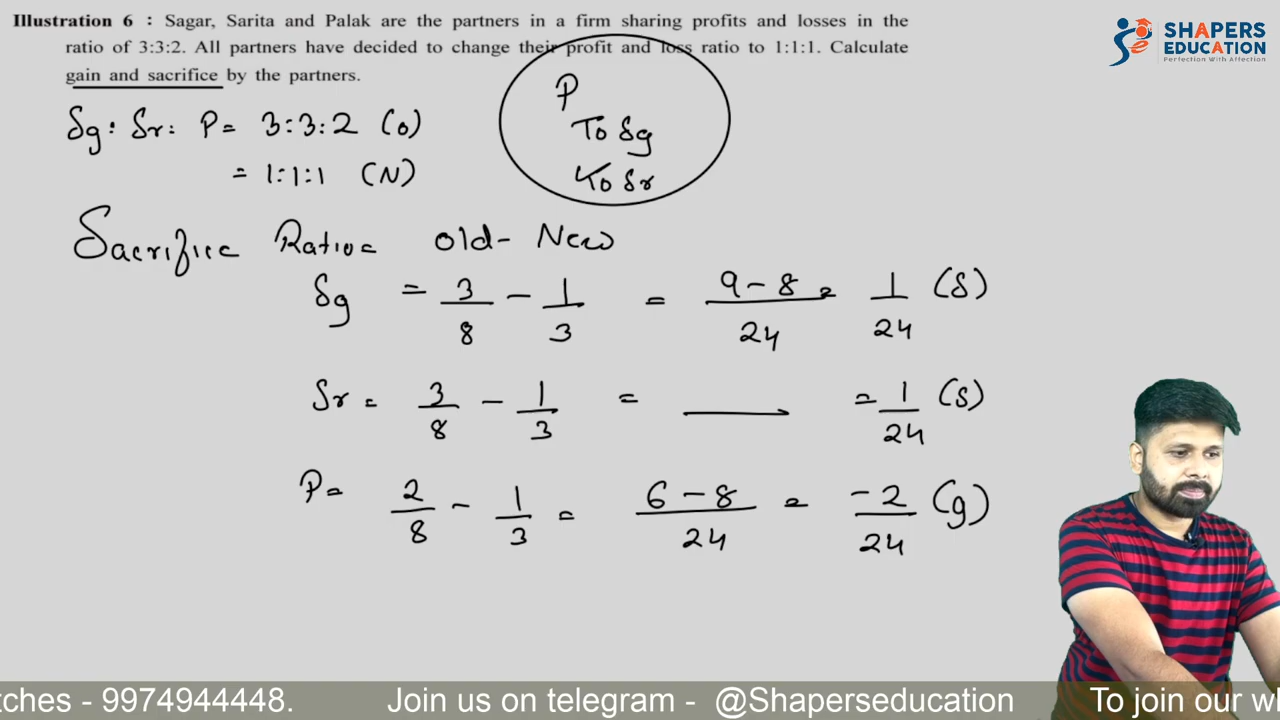 Illustration 6 : Sagar, Sarita and Palak are the partners in a firm sharing profits and losses in the
ratio of 3:3:2. All partners have decided to change their profit and loss ratio to 1:1:1. Calculate
gain and sacrifice by the partners.
SHAPERS
EDUCATION
Perfection With Affection
P
To Sg
To Sr
Sg: Sr: P= 3:3:2 (O)
= 1:1:1 (N)
Sacrifice Ratio= Old- New
Sg = 3/8 - 1/3 = 9-8/24 = 1/24 (S)
Sr = 3/8 - 1/3 = = 1/24 (S)
P= 2/8 - 1/3 = 6-8/24 = -2/24 (g)
tches - 9974944448. Join us on telegram - @Shaperseducation To join our w